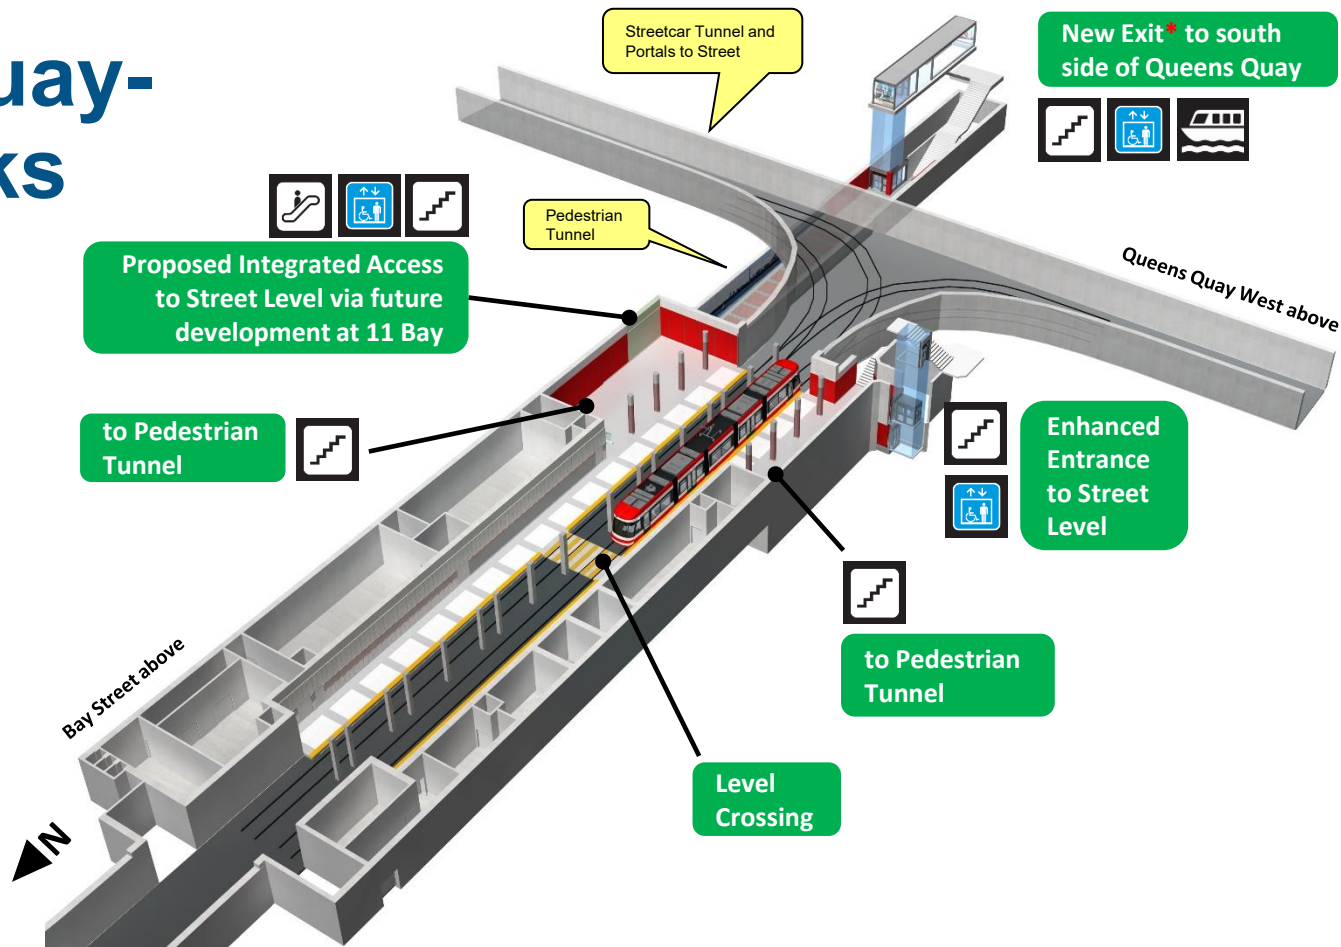 uay-
ks
Streetcar Tunnel and
Portals to Street
New Exit* to south
side of Queens Quay
Pedestrian
Tunnel
Proposed Integrated Access
to Street Level via future
development at 11 Bay
Queens Quay West above
to Pedestrian
Tunnel
Enhanced
Entrance
to Street
Level
to Pedestrian
Tunnel
Bay Street above
Level
Crossing
N